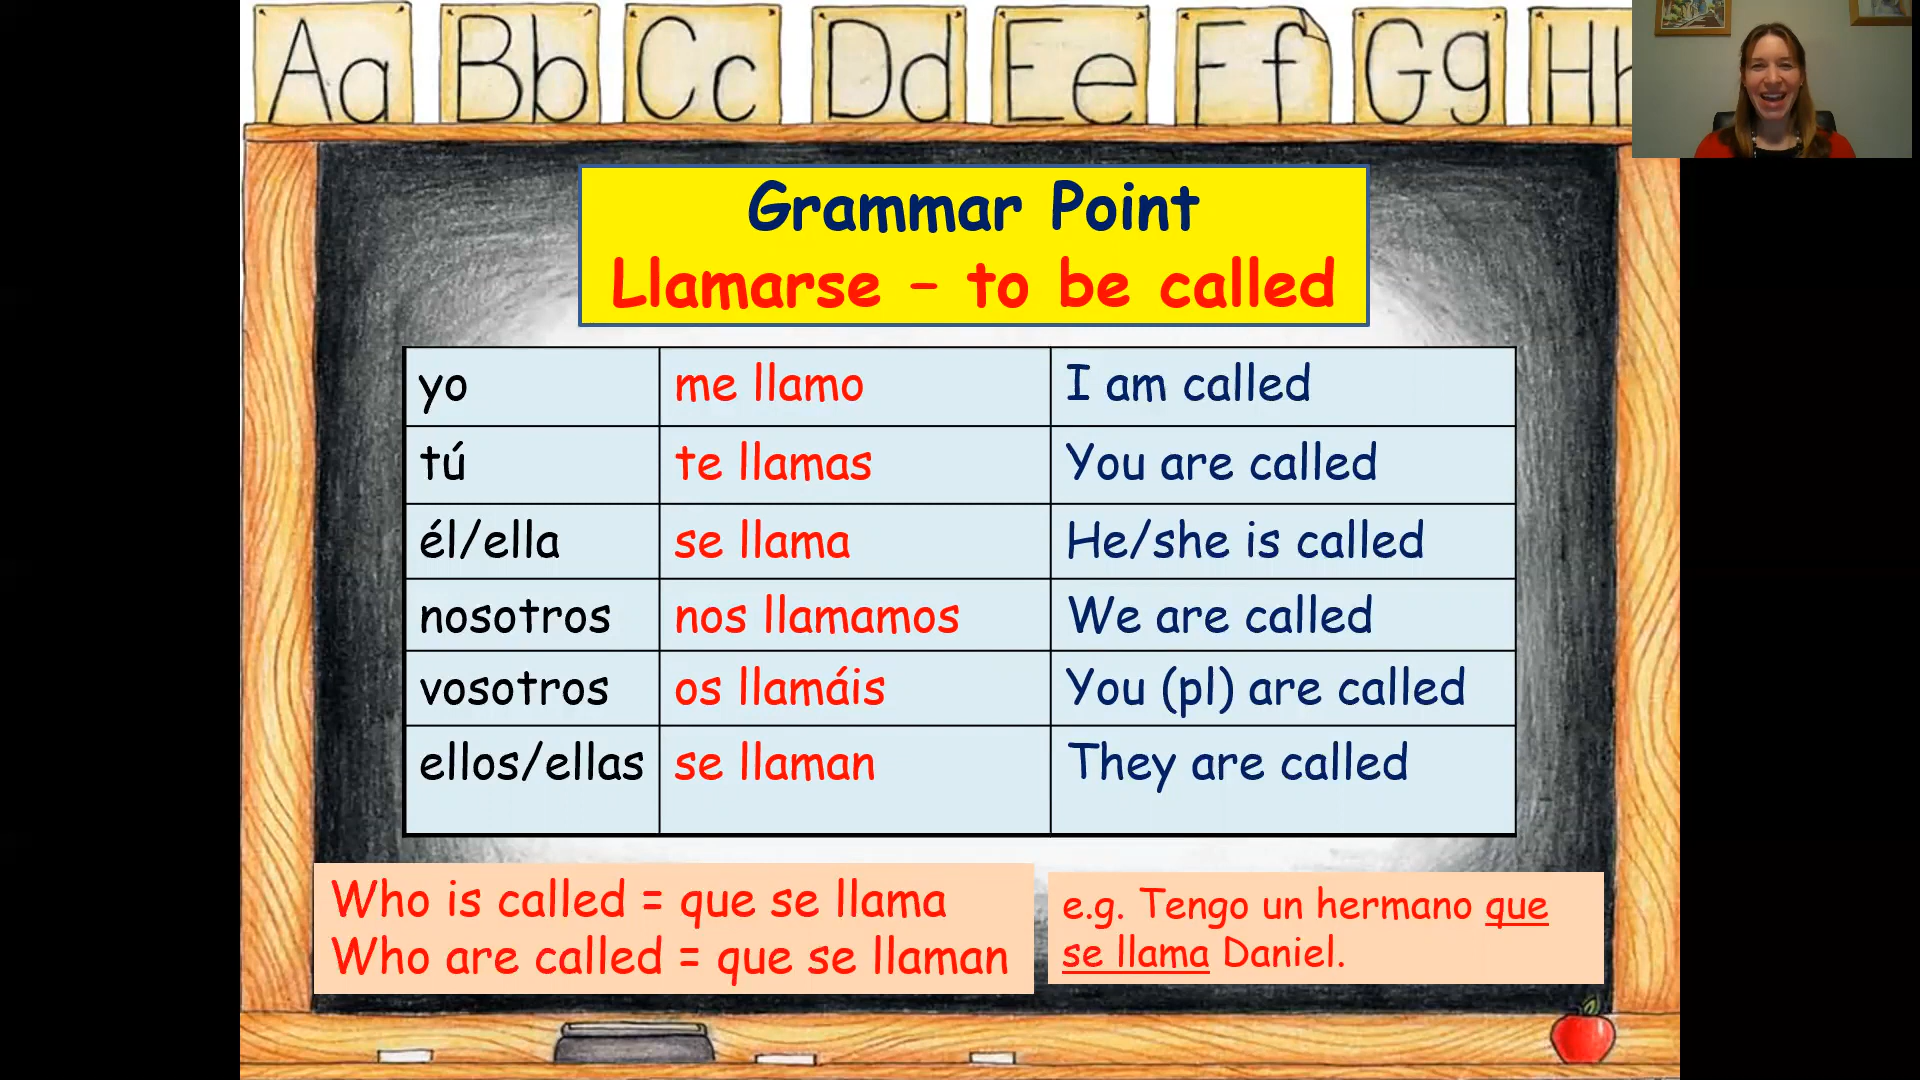 Aa Bb Cc Dd Ee Ff Gg Hh
Grammar Point
Llamarse – to be called
yo me llamo I am called
tú te llamas You are called
él/ella se llama He/she is called
nosotros nos llamamos We are called
vosotros os llamáis You (pl) are called
ellos/ellas se llaman They are called
Who is called = que se llama
Who are called = que se llaman
e.g. Tengo un hermano que
se llama Daniel.